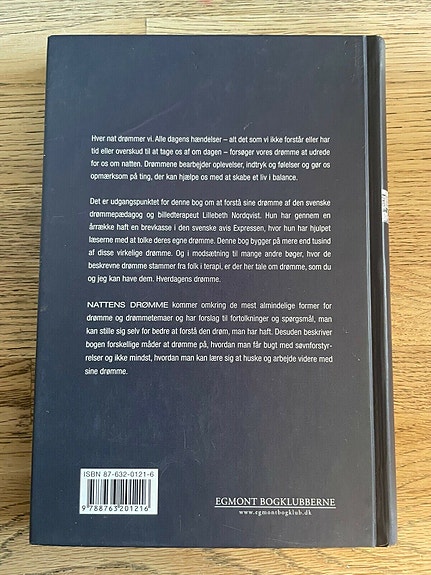 Hver nat drømmer vi. Alle dagens hændelser – alt det som vi ikke forstår eller har
tid eller overskud til at tage os af om dagen – forsøger vores drømme at udrede
for os om natten. Drømmene bearbejder oplevelser, indtryk og følelser og gør os
opmærksom på ting, der kan hjælpe os med at skabe et liv i balance.
Det er udgangspunktet for denne bog om at forstå sine drømme af den svenske
drømmepædagog og billedterapeut Lillebeth Nordqvist. Hun har gennem en
årrække haft en brevkasse i den svenske avis Expressen, hvor hun har hjulpet
læserne med at tolke deres egne drømme. Denne bog bygger på mere end tusind
af disse virkelige drømme. Og i modsætning til mange andre bøger, hvor de
beskrevne drømme stammer fra folk i terapi, er der her tale om drømme, som du
og jeg kan have dem. Hverdagens drømme.
NATTENS DRØMME kommer omkring de mest almindelige former for
drømme og drømmetemaer og har forslag til fortolkninger og spørgsmål, man
kan stille sig selv for bedre at forstå den drøm, man har haft. Desuden beskriver
bogen forskellige måder at drømme på, hvordan man får bugt med søvnforstyr-
relser og ikke mindst, hvordan man kan lære sig at huske og arbejde videre med
sine drømme.
ISBN 87-632-0121-6
9 788763 201216
EGMONT BOGKLUBBERNE
www.egmontbogklub.dk